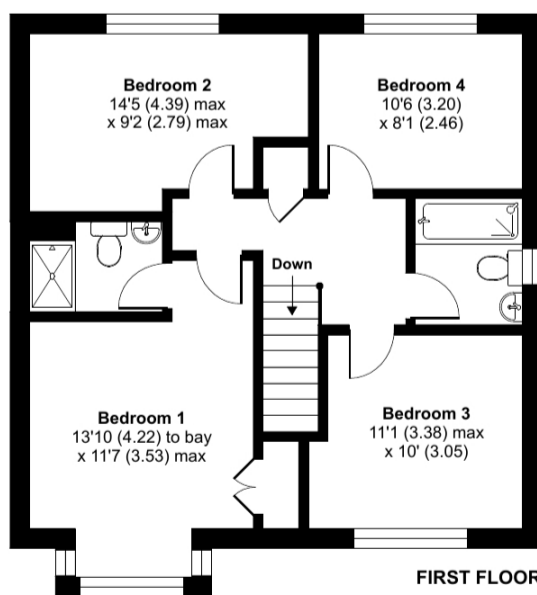 Bedroom 2
14'5 (4.39) max
x 9'2 (2.79) max
Bedroom 4
10'6 (3.20)
x 8'1 (2.46)
Down
Bedroom 1
13'10 (4.22) to bay
x 11'7 (3.53) max
Bedroom 3
11'1 (3.38) max
x 10' (3.05)
FIRST FLOOR